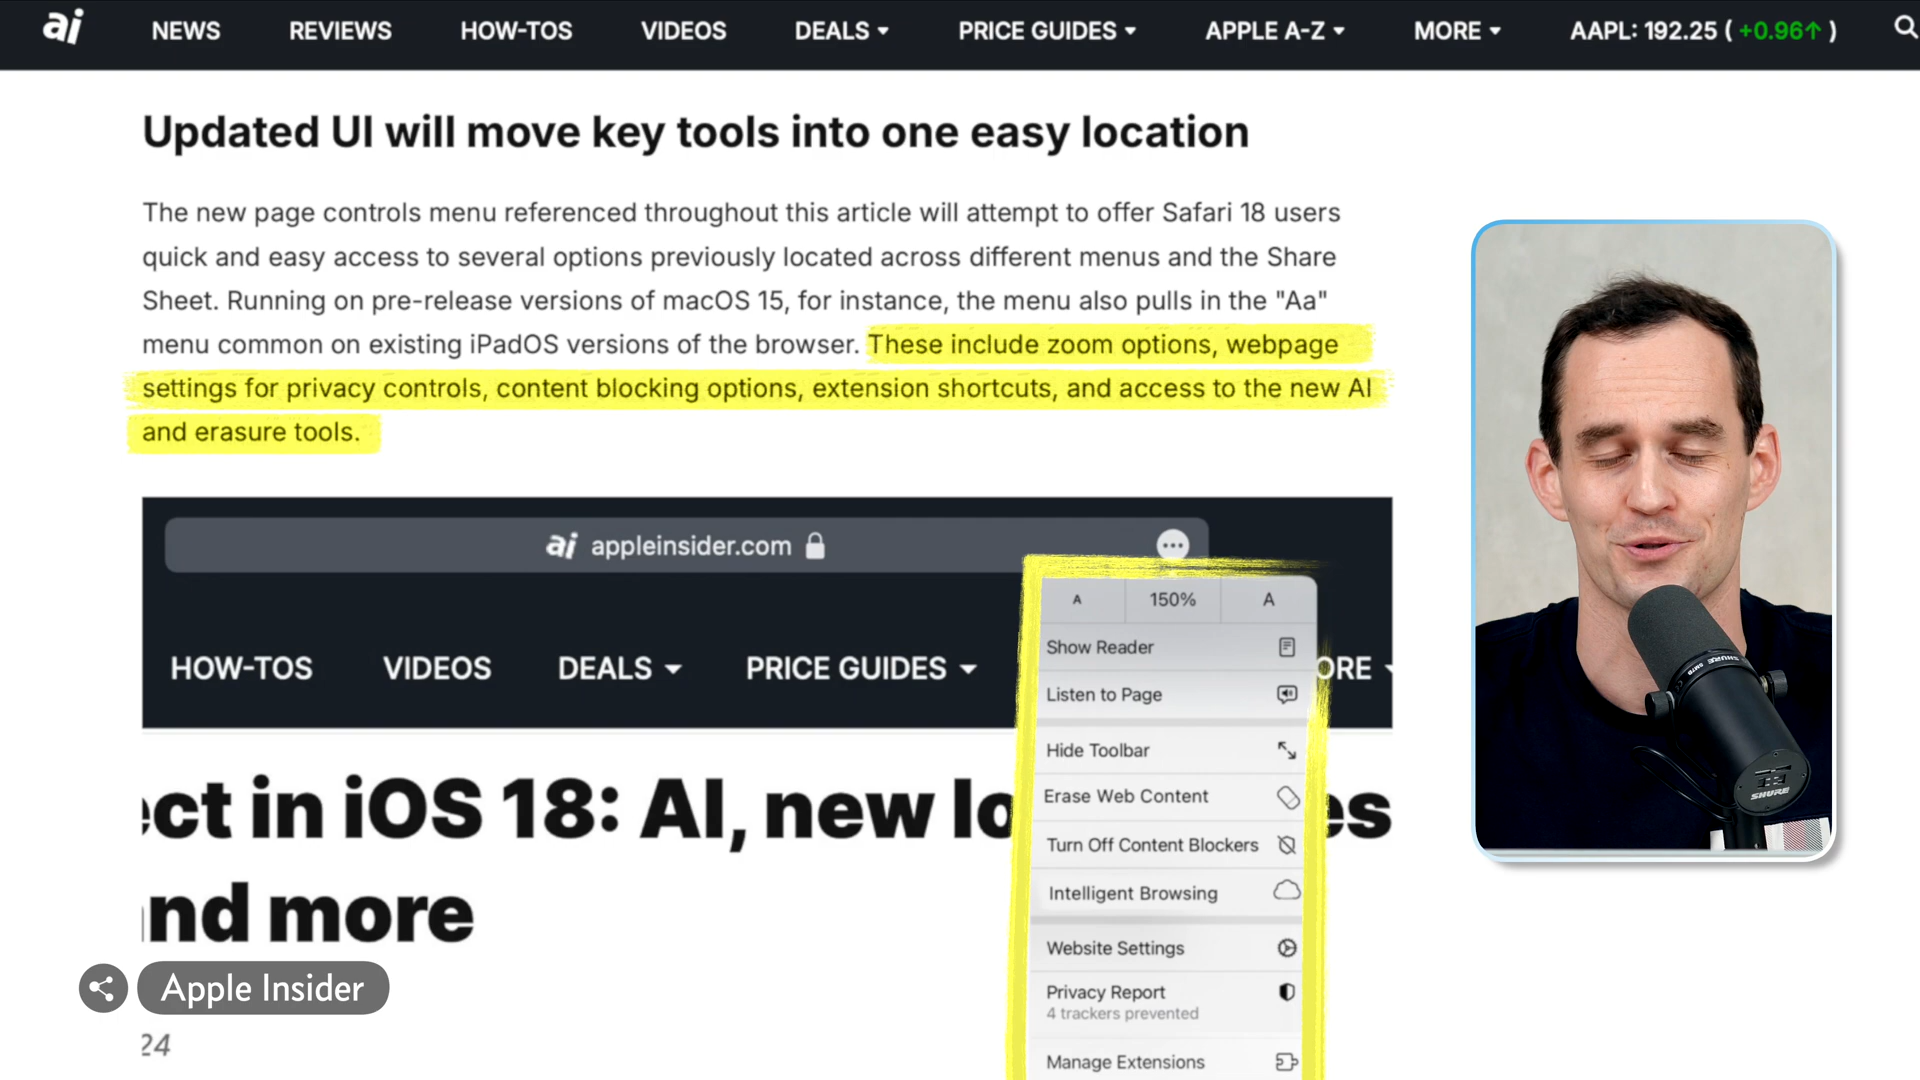 ai NEWS REVIEWS HOW-TOS VIDEOS DEALS PRICE GUIDES APPLE A-Z MORE AAPL: 192.25 ( +0.96↑ )
Updated UI will move key tools into one easy location
The new page controls menu referenced throughout this article will attempt to offer Safari 18 users
quick and easy access to several options previously located across different menus and the Share
Sheet. Running on pre-release versions of macOS 15, for instance, the menu also pulls in the "Aa"
menu common on existing iPadOS versions of the browser. These include zoom options, webpage
settings for privacy controls, content blocking options, extension shortcuts, and access to the new AI
and erasure tools.
ai appleinsider.com
HOW-TOS VIDEOS DEALS PRICE GUIDES ORE
A 150% A
Show Reader
Listen to Page
Hide Toolbar
Erase Web Content
Turn Off Content Blockers
Intelligent Browsing
Website Settings
Privacy Report
4 trackers prevented
Manage Extensions
ect in iOS 18: AI, new lo es
nd more
Apple Insider
24
SHURE SM7B
SHURE